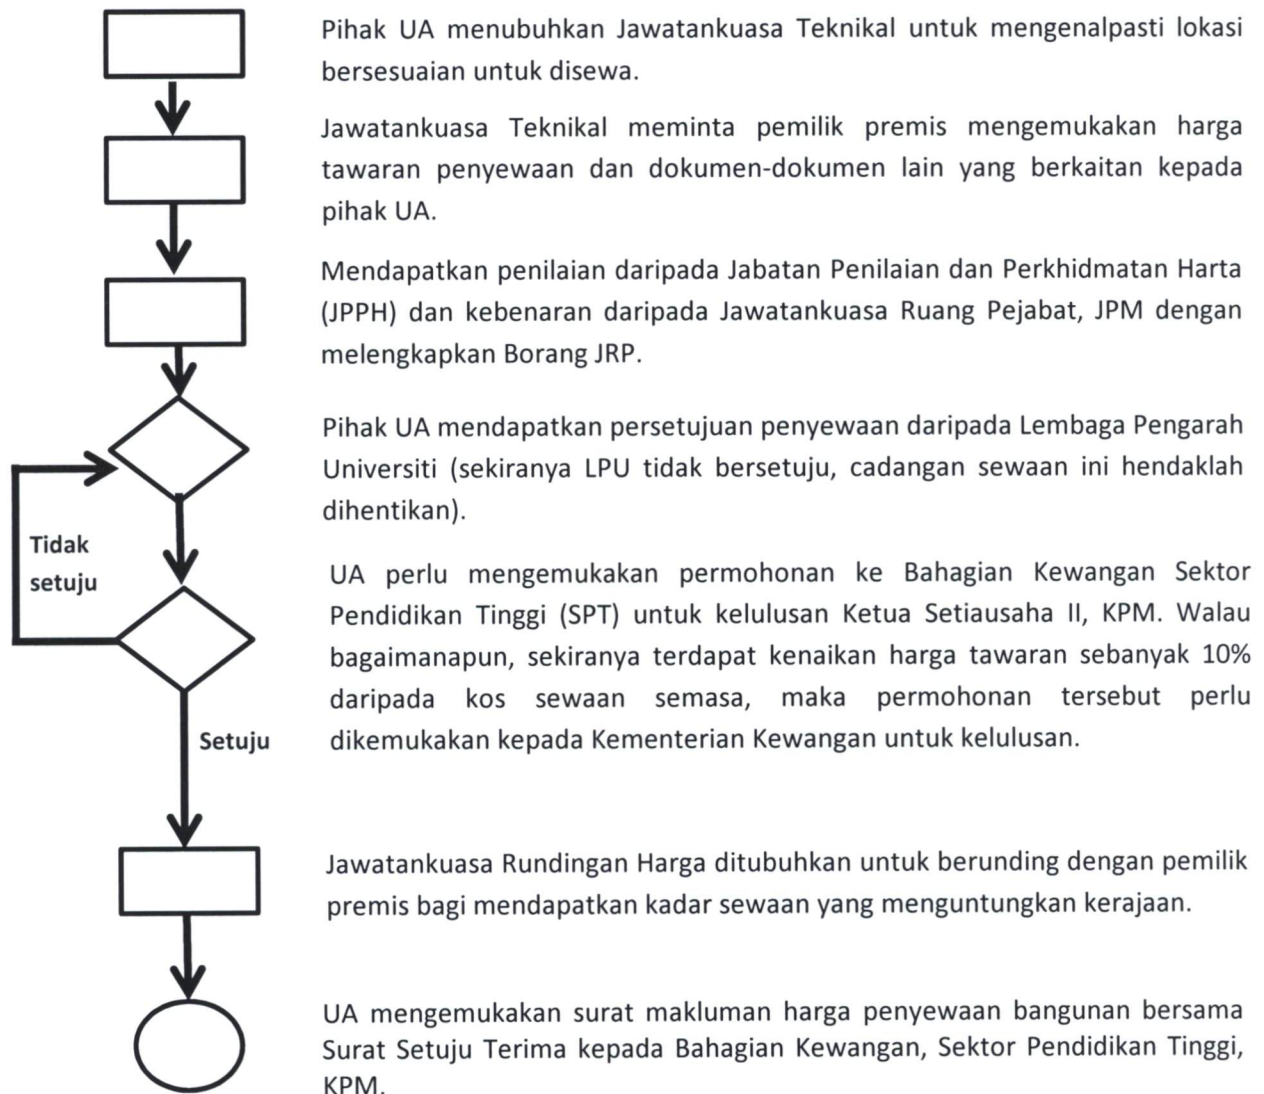 Pihak UA menubuhkan Jawatankuasa Teknikal untuk mengenalpasti lokasi
bersesuaian untuk disewa.
Jawatankuasa Teknikal meminta pemilik premis mengemukakan harga
tawaran penyewaan dan dokumen-dokumen lain yang berkaitan kepada
pihak UA.
Mendapatkan penilaian daripada Jabatan Penilaian dan Perkhidmatan Harta
(JPPH) dan kebenaran daripada Jawatankuasa Ruang Pejabat, JPM dengan
melengkapkan Borang JRP.
Pihak UA mendapatkan persetujuan penyewaan daripada Lembaga Pengarah
Universiti (sekiranya LPU tidak bersetuju, cadangan sewaan ini hendaklah
dihentikan).
Tidak
setuju
UA perlu mengemukakan permohonan ke Bahagian Kewangan Sektor
Pendidikan Tinggi (SPT) untuk kelulusan Ketua Setiausaha II, KPM. Walau
bagaimanapun, sekiranya terdapat kenaikan harga tawaran sebanyak 10%
daripada kos sewaan semasa, maka permohonan tersebut perlu
dikemukakan kepada Kementerian Kewangan untuk kelulusan.
Setuju
Jawatankuasa Rundingan Harga ditubuhkan untuk berunding dengan pemilik
premis bagi mendapatkan kadar sewaan yang menguntungkan kerajaan.
UA mengemukakan surat makluman harga penyewaan bangunan bersama
Surat Setuju Terima kepada Bahagian Kewangan, Sektor Pendidikan Tinggi,
KPM.